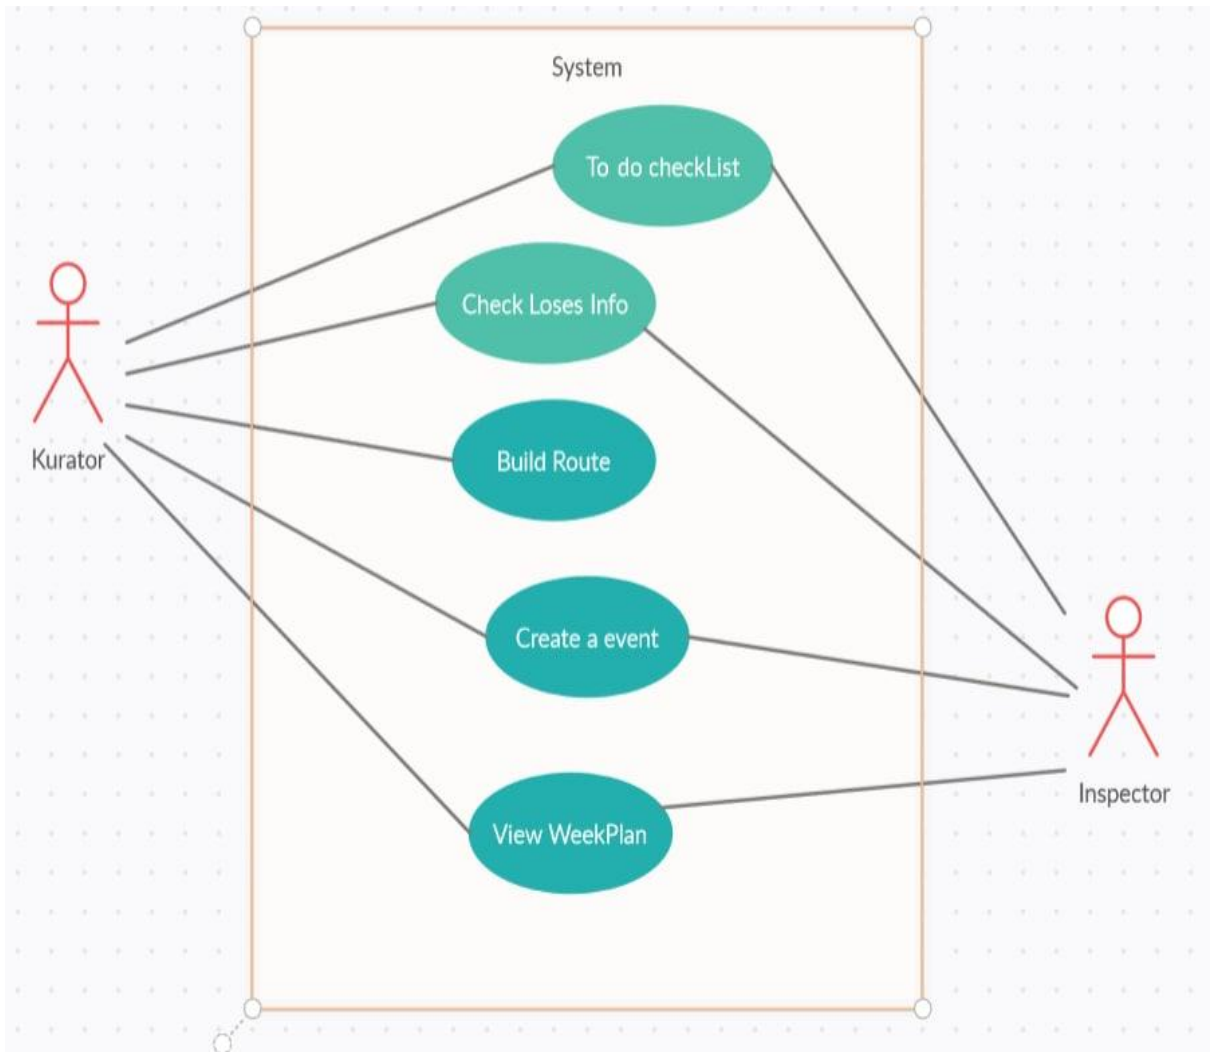 System
To do checkList
Check Loses Info
Build Route
Kurator
Create a event
Inspector
View WeekPlan